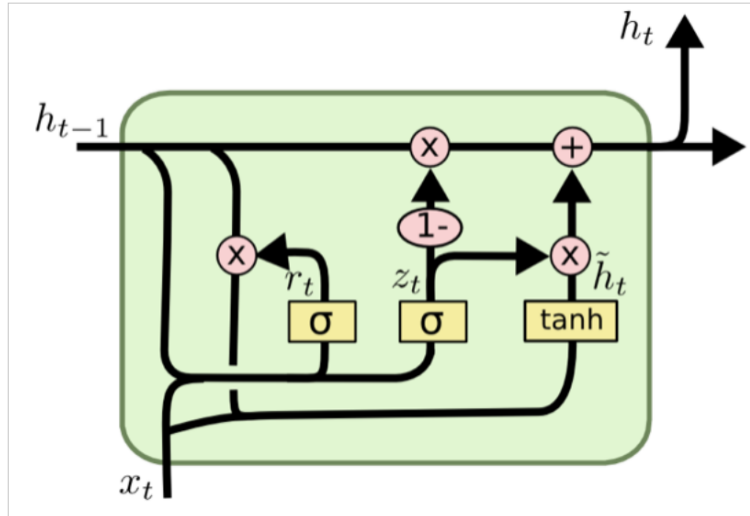 h_t
h_{t-1}
x
+
1-
x
x
r_t
z_t
h̃_t
σ
σ
tanh
x_t